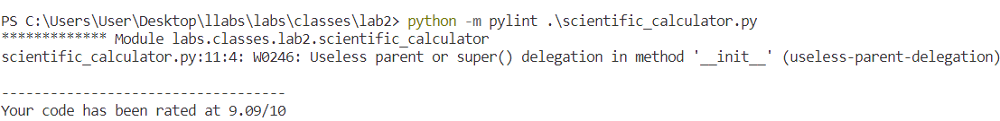 PS C:\Users\User\Desktop\llabs\labs\classes\lab2> python -m pylint .\scientific_calculator.py
************* Module labs.classes.lab2.scientific_calculator
scientific_calculator.py:11:4: W0246: Useless parent or super() delegation in method '__init__' (useless-parent-delegation)
-----------------------------------
Your code has been rated at 9.09/10